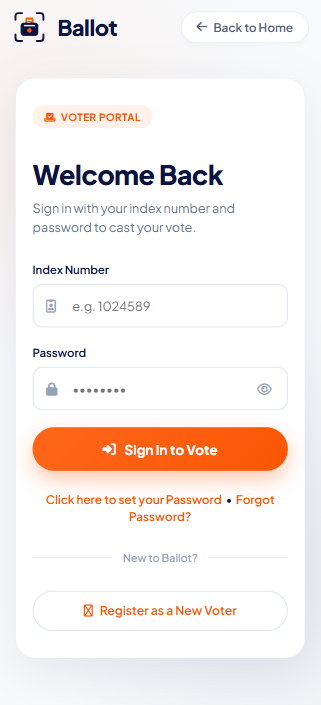 Ballot
Back to Home
VOTER PORTAL
Welcome Back
Sign in with your index number and
password to cast your vote.
Index Number
e.g. 1024589
Password
••••••••
Sign In to Vote
Click here to set your Password • Forgot
Password?
New to Ballot?
Register as a New Voter